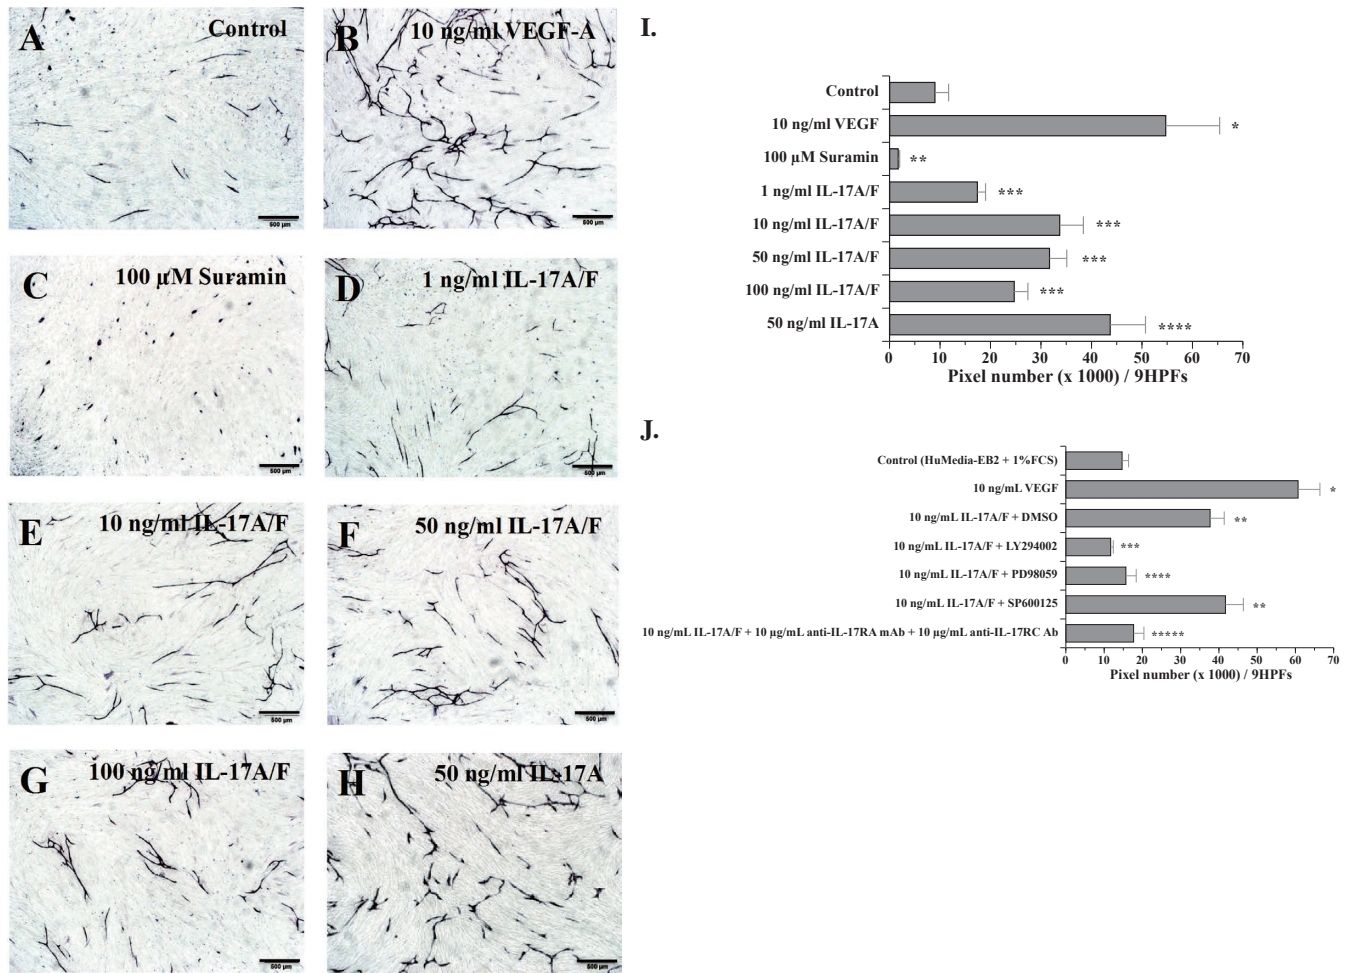 A
Control
500 µm
B
10 ng/ml VEGF-A
500 µm
C
100 µM Suramin
500 µm
D
1 ng/ml IL-17A/F
500 µm
E
10 ng/ml IL-17A/F
500 µm
F
50 ng/ml IL-17A/F
500 µm
G
100 ng/ml IL-17A/F
500 µm
H
50 ng/ml IL-17A
500 µm
I.
Control
10 ng/ml VEGF
*
100 µM Suramin
**
1 ng/ml IL-17A/F
***
10 ng/ml IL-17A/F
***
50 ng/ml IL-17A/F
***
100 ng/ml IL-17A/F
***
50 ng/ml IL-17A
****
0 10 20 30 40 50 60 70
Pixel number (x 1000) / 9HPFs
J.
Control (HuMedia-EB2 + 1%FCS)
10 ng/mL VEGF
*
10 ng/mL IL-17A/F + DMSO
**
10 ng/mL IL-17A/F + LY294002
***
10 ng/mL IL-17A/F + PD98059
****
10 ng/mL IL-17A/F + SP600125
**
10 ng/mL IL-17A/F + 10 µg/mL anti-IL-17RA mAb + 10 µg/mL anti-IL-17RC Ab
*****
0 10 20 30 40 50 60 70
Pixel number (x 1000) / 9HPFs